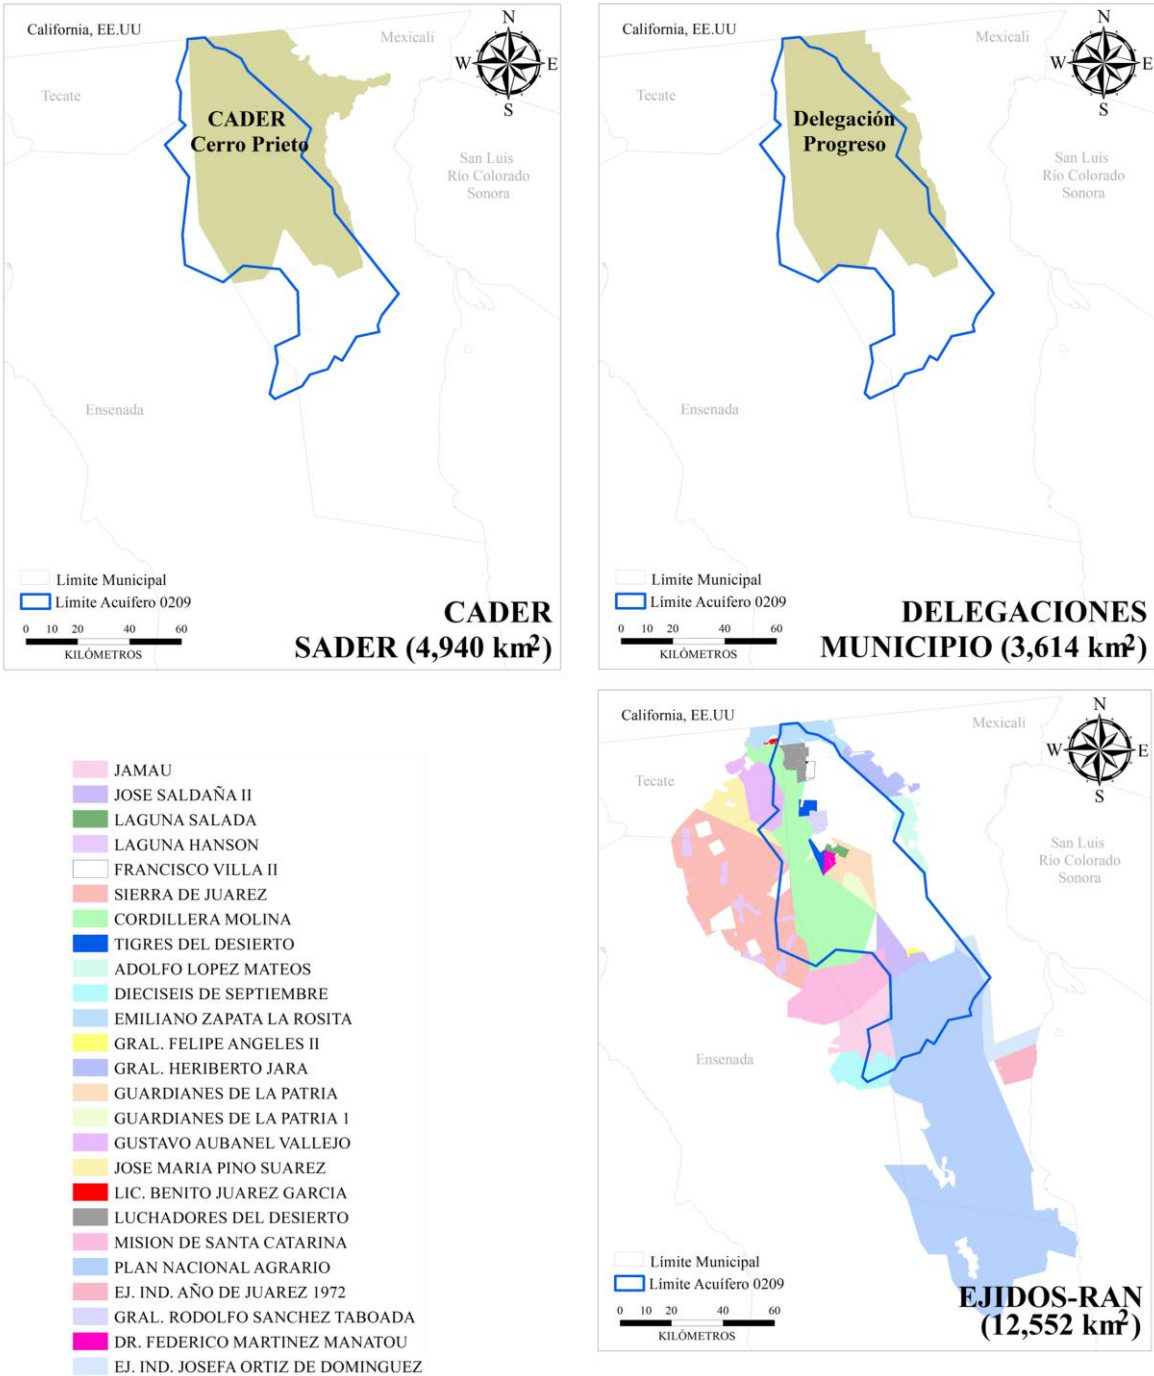 California, EE.UU
Mexicali
N
W
E
S
Tecate
CADER
Cerro Prieto
San Luis
Río Colorado
Sonora
Ensenada
Límite Municipal
Límite Acuífero 0209
0 10 20 40 60
KILÓMETROS
CADER
SADER (4,940 km²)
California, EE.UU
Mexicali
N
W
E
S
Tecate
Delegación
Progreso
San Luis
Río Colorado
Sonora
Ensenada
Límite Municipal
Límite Acuífero 0209
0 10 20 40 60
KILÓMETROS
DELEGACIONES
MUNICIPIO (3,614 km²)
JAMAU
JOSE SALDAÑA II
LAGUNA SALADA
LAGUNA HANSON
FRANCISCO VILLA II
SIERRA DE JUAREZ
CORDILLERA MOLINA
TIGRES DEL DESIERTO
ADOLFO LOPEZ MATEOS
DIECISEIS DE SEPTIEMBRE
EMILIANO ZAPATA LA ROSITA
GRAL. FELIPE ANGELES II
GRAL. HERIBERTO JARA
GUARDIANES DE LA PATRIA
GUARDIANES DE LA PATRIA 1
GUSTAVO AUBANEL VALLEJO
JOSE MARIA PINO SUAREZ
LIC. BENITO JUAREZ GARCIA
LUCHADORES DEL DESIERTO
MISION DE SANTA CATARINA
PLAN NACIONAL AGRARIO
EJ. IND. AÑO DE JUAREZ 1972
GRAL. RODOLFO SANCHEZ TABOADA
DR. FEDERICO MARTINEZ MANATOU
EJ. IND. JOSEFA ORTIZ DE DOMINGUEZ
California, EE.UU
Mexicali
N
W
E
S
Tecate
San Luis
Río Colorado
Sonora
Ensenada
Límite Municipal
Límite Acuífero 0209
0 10 20 40 60
KILÓMETROS
EJIDOS-RAN
(12,552 km²)